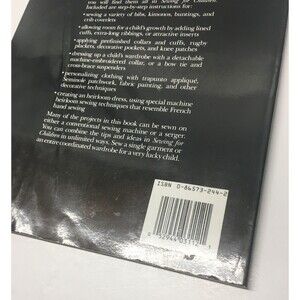 you will find all of these ideas in Sewing for Children.
Included are step-by-step instructions for:
• sewing a variety of bibs, kimonos, buntings, and
crib coverlets
• allowing room for a child's growth by adding lined
cuffs, extra-long ribbings, or attractive inserts
• applying prefinished collars and cuffs, rugby
plackets, decorative pockets, and knee patches
• dressing up a child's wardrobe with a detachable
machine-embroidered collar, or a bow tie and
cross-brace suspenders
• personalizing clothing with trapunto appliqué,
Seminole patchwork, fabric painting, and other
decorative techniques
• creating an heirloom dress, using special machine
heirloom sewing techniques that resemble French
hand sewing
Many of the projects in this book can be sewn on
either a conventional sewing machine or a serger.
You can combine the tips and ideas in Sewing for
Children in unlimited ways. Sew a single garment or
an entire coordinated wardrobe for a very lucky child.
ISBN 0-86573-244-2